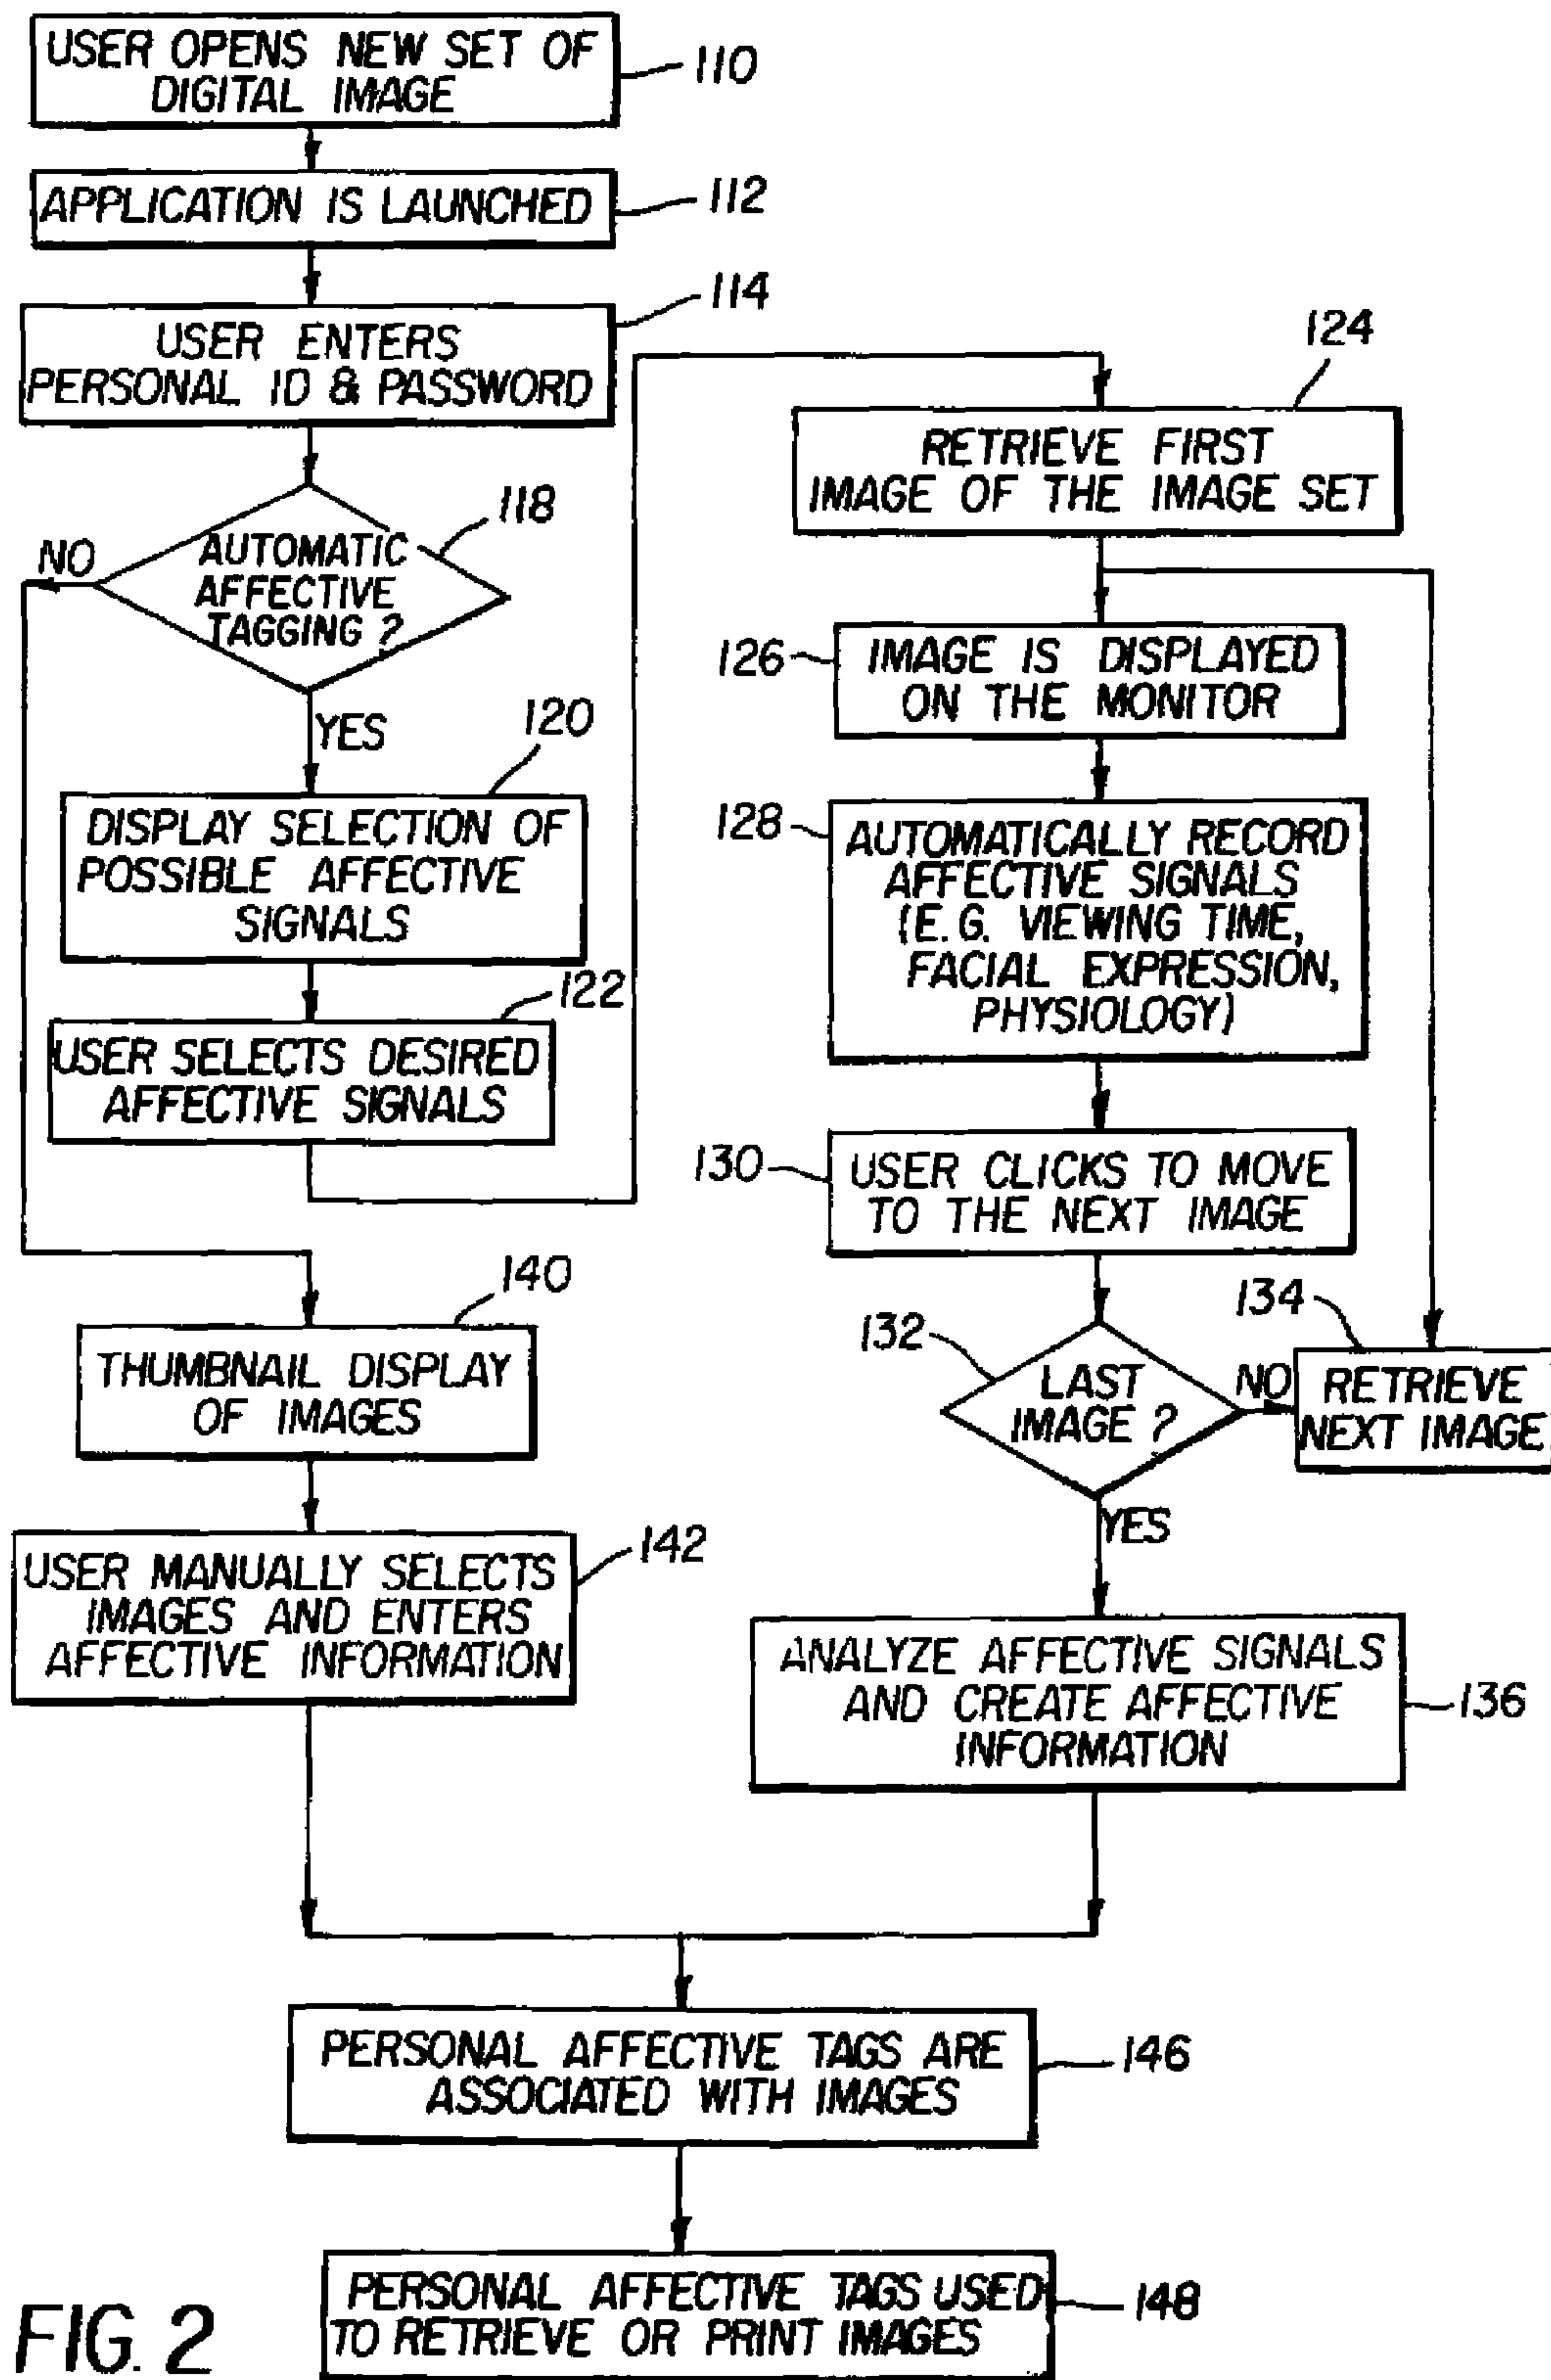 USER OPENS NEW SET OF
DIGITAL IMAGE
110
APPLICATION IS LAUNCHED
112
USER ENTERS
PERSONAL ID & PASSWORD
114
AUTOMATIC
AFFECTIVE
TAGGING ?
118
NO
YES
DISPLAY SELECTION OF
POSSIBLE AFFECTIVE
SIGNALS
120
USER SELECTS DESIRED
AFFECTIVE SIGNALS
122
RETRIEVE FIRST
IMAGE OF THE IMAGE SET
124
IMAGE IS DISPLAYED
ON THE MONITOR
126
AUTOMATICALLY RECORD
AFFECTIVE SIGNALS
(E.G. VIEWING TIME,
FACIAL EXPRESSION,
PHYSIOLOGY)
128
USER CLICKS TO MOVE
TO THE NEXT IMAGE
130
LAST
IMAGE ?
132
NO
YES
RETRIEVE
NEXT IMAGE
134
ANALYZE AFFECTIVE SIGNALS
AND CREATE AFFECTIVE
INFORMATION
136
THUMBNAIL DISPLAY
OF IMAGES
140
USER MANUALLY SELECTS
IMAGES AND ENTERS
AFFECTIVE INFORMATION
142
PERSONAL AFFECTIVE TAGS ARE
ASSOCIATED WITH IMAGES
146
PERSONAL AFFECTIVE TAGS USED
TO RETRIEVE OR PRINT IMAGES
148
FIG. 2